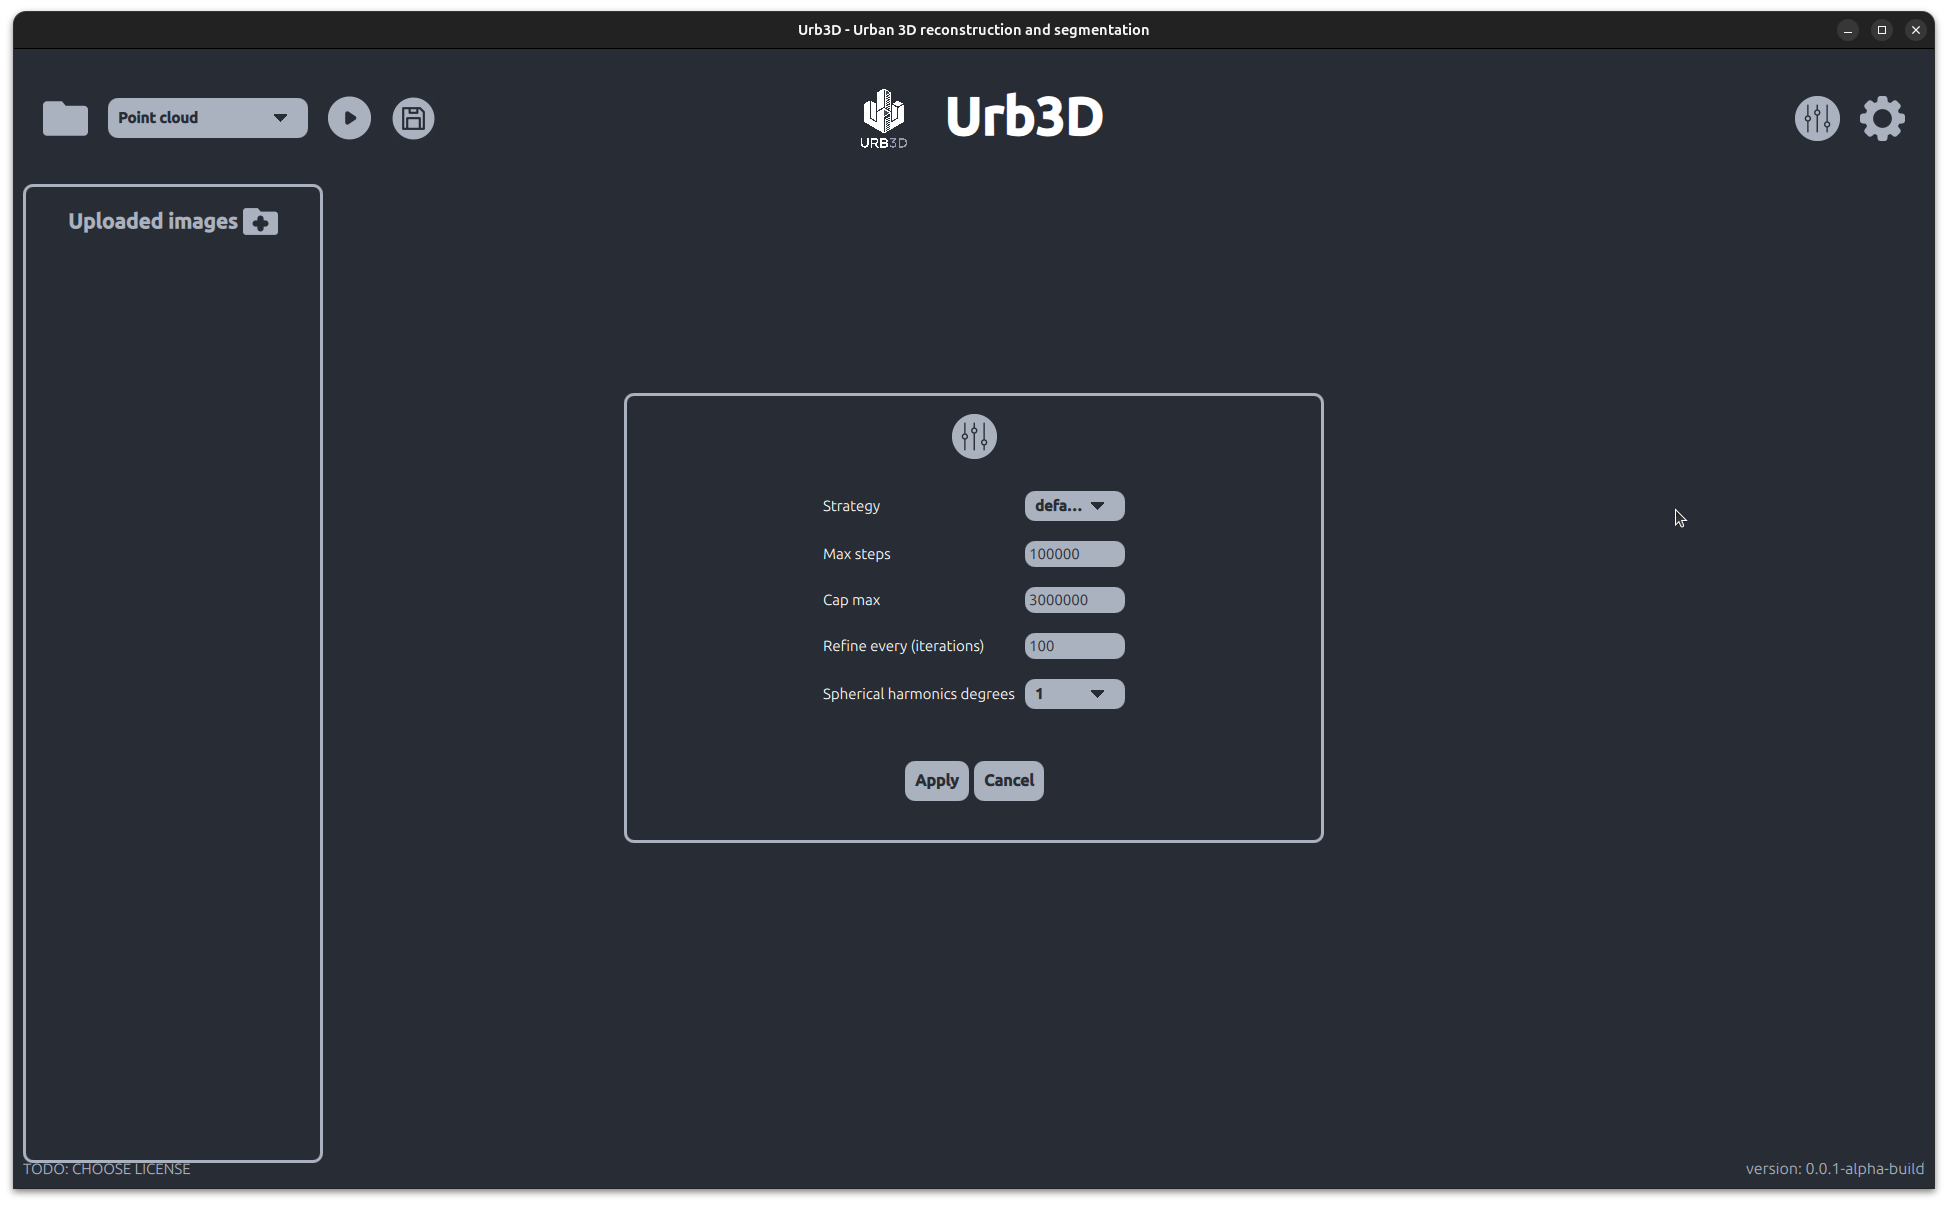 Urb3D - Urban 3D reconstruction and segmentation
Point cloud
URB3D
Urb3D
Uploaded images
Strategy defa...
Max steps 100000
Cap max 3000000
Refine every (iterations) 100
Spherical harmonics degrees 1
Apply Cancel
TODO: CHOOSE LICENSE
version: 0.0.1-alpha-build